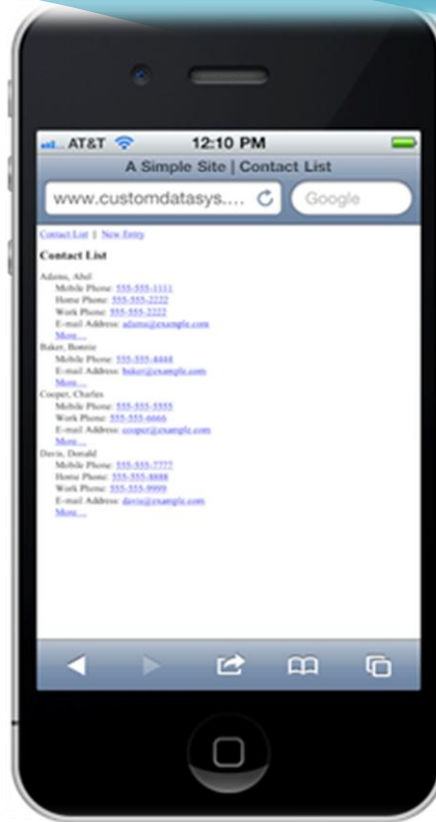 AT&T 12:10 PM
A Simple Site | Contact List
www.customdatasys.... Google
Contact List | New Entry
Contact List
Adams, Abel
Mobile Phone: 555-555-1111
Home Phone: 555-555-2222
Work Phone: 555-555-2222
E-mail Address: adams@example.com
More...
Baker, Bonnie
Mobile Phone: 555-555-4444
E-mail Address: baker@example.com
More...
Cooper, Charles
Mobile Phone: 555-555-5555
Work Phone: 555-555-6666
E-mail Address: cooper@example.com
More...
Davis, Donald
Mobile Phone: 555-555-7777
Home Phone: 555-555-8888
Work Phone: 555-555-9999
E-mail Address: davis@example.com
More...